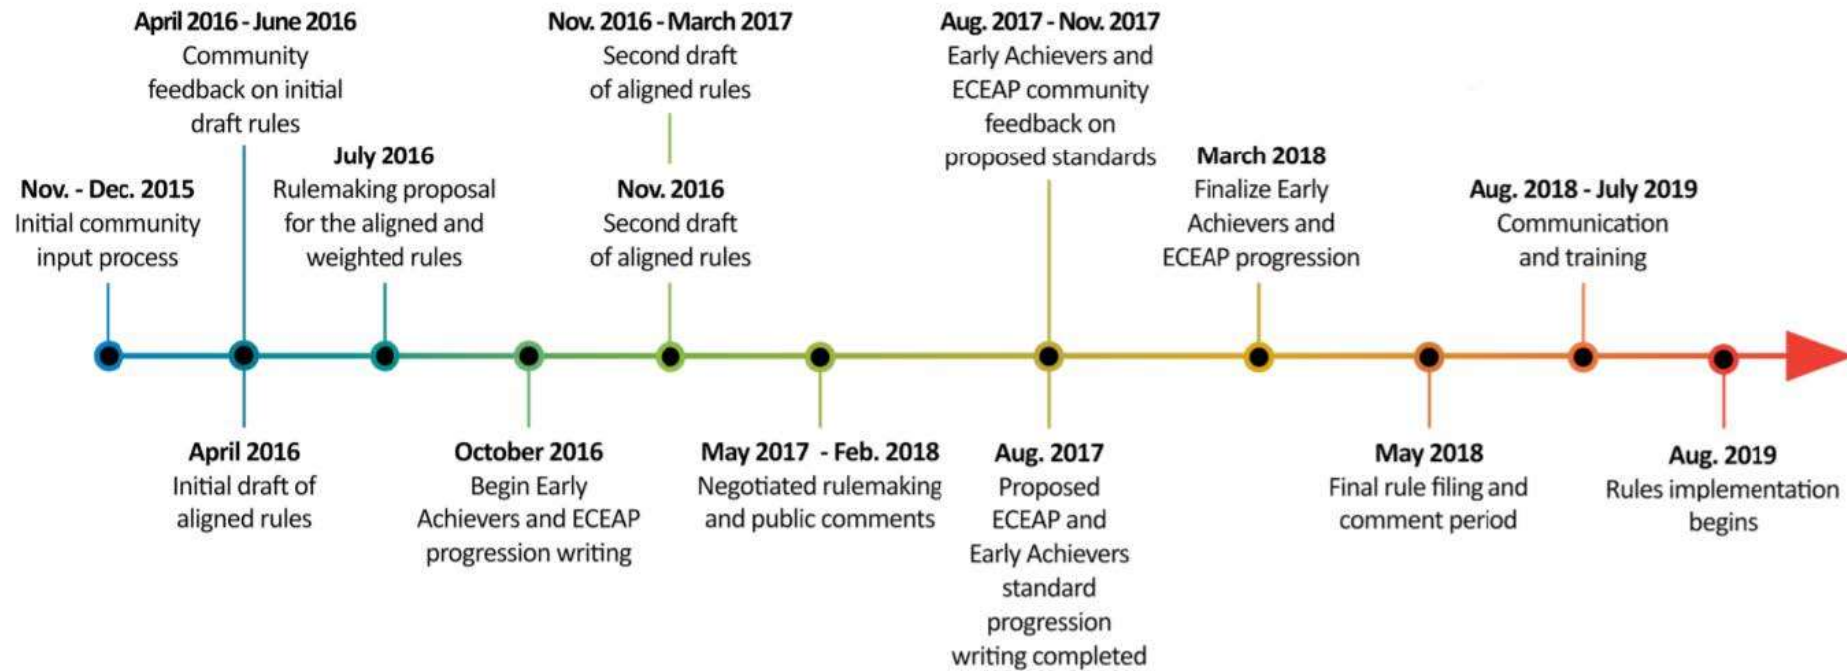 April 2016 - June 2016
Community
feedback on initial
draft rules
Nov. 2016 - March 2017
Second draft
of aligned rules
Aug. 2017 - Nov. 2017
Early Achievers and
ECEAP community
feedback on
proposed standards
Nov. - Dec. 2015
Initial community
input process
July 2016
Rulemaking proposal
for the aligned and
weighted rules
Nov. 2016
Second draft
of aligned rules
March 2018
Finalize Early
Achievers and
ECEAP progression
Aug. 2018 - July 2019
Communication
and training
April 2016
Initial draft of
aligned rules
October 2016
Begin Early
Achievers and ECEAP
progression writing
May 2017 - Feb. 2018
Negotiated rulemaking
and public comments
Aug. 2017
Proposed
ECEAP and
Early Achievers
standard
progression
writing completed
May 2018
Final rule filing and
comment period
Aug. 2019
Rules implementation
begins